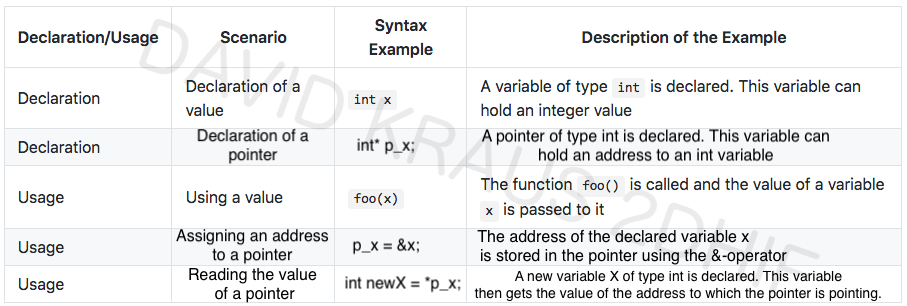 Declaration/Usage
Scenario
Syntax
Example
Description of the Example
Declaration
Declaration of a
value
int x
A variable of type int is declared. This variable can
hold an integer value
Declaration
Declaration of a
pointer
int* p_x;
A pointer of type int is declared. This variable can
hold an address to an int variable
Usage
Using a value
foo(x)
The function foo() is called and the value of a variable
x is passed to it
Usage
Assigning an address
to a pointer
p_x = &x;
The address of the declared variable x
is stored in the pointer using the &-operator
Usage
Reading the value
of a pointer
int newX = *p_x;
A new variable X of type int is declared. This variable
then gets the value of the address to which the pointer is pointing.
DAVID KRAUS 2DHIF